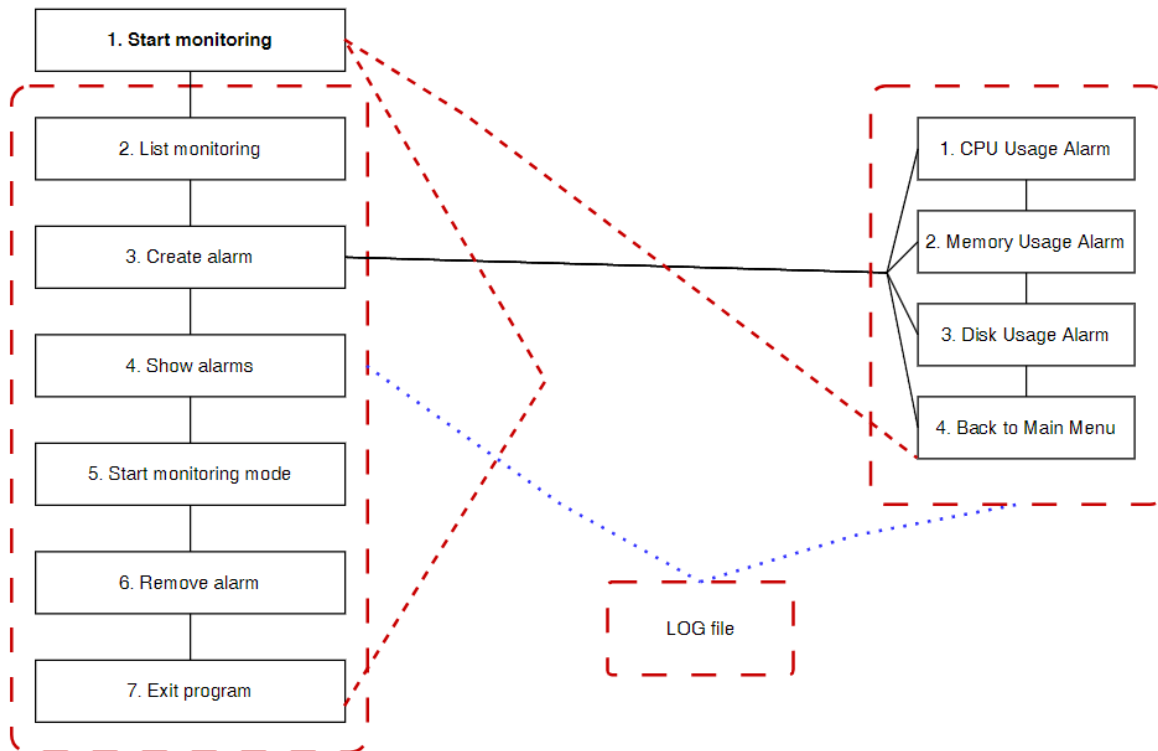 1. Start monitoring
2. List monitoring
3. Create alarm
4. Show alarms
5. Start monitoring mode
6. Remove alarm
7. Exit program
1. CPU Usage Alarm
2. Memory Usage Alarm
3. Disk Usage Alarm
4. Back to Main Menu
LOG file